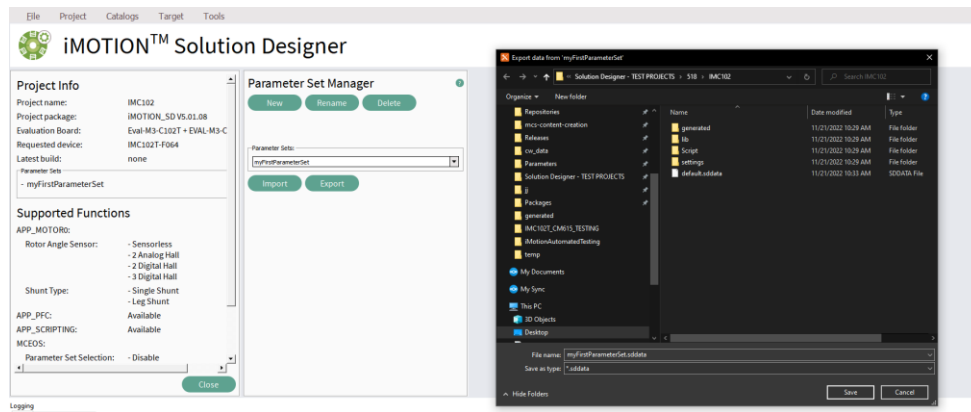 File Project Catalogs Target Tools
iMOTION™ Solution Designer
Project Info
Project name: IMC102
Project package: iMOTION_SD V5.01.08
Evaluation Board: Eval-M3-C102T + EVAL-M3-C
Requested device: IMC102T-F064
Latest build: none
Parameter Sets
- myFirstParameterSet
Supported Functions
APP_MOTOR0:
Rotor Angle Sensor: - Sensorless
- 2 Analog Hall
- 2 Digital Hall
- 3 Digital Hall
Shunt Type: - Single Shunt
- Leg Shunt
APP_PFC: Available
APP_SCRIPTING: Available
MCEOS:
Parameter Set Selection: - Disable
Close
Logging
Parameter Set Manager
New Rename Delete
Parameter Sets:
myFirstParameterSet
Import Export
Export data from 'myFirstParameterSet'
« Solution Designer - TEST PROJECTS › 518 › IMC102
Search IMC102
Organize New folder
Repositories
mcs-content-creation
Releases
cw_data
Parameters
Solution Designer - TEST PROJECTS
jj
Packages
generated
IMC102T_CM615_TESTING
iMotionAutomatedTesting
temp
My Documents
My Sync
This PC
3D Objects
Desktop
Name Date modified Type
generated 11/21/2022 10:29 AM File folder
lib 11/21/2022 10:29 AM File folder
Script 11/21/2022 10:29 AM File folder
settings 11/21/2022 10:29 AM File folder
default.sddata 11/21/2022 10:33 AM SDDATA File
File name: myFirstParameterSet.sddata
Save as type: *.sddata
Hide Folders
Save Cancel